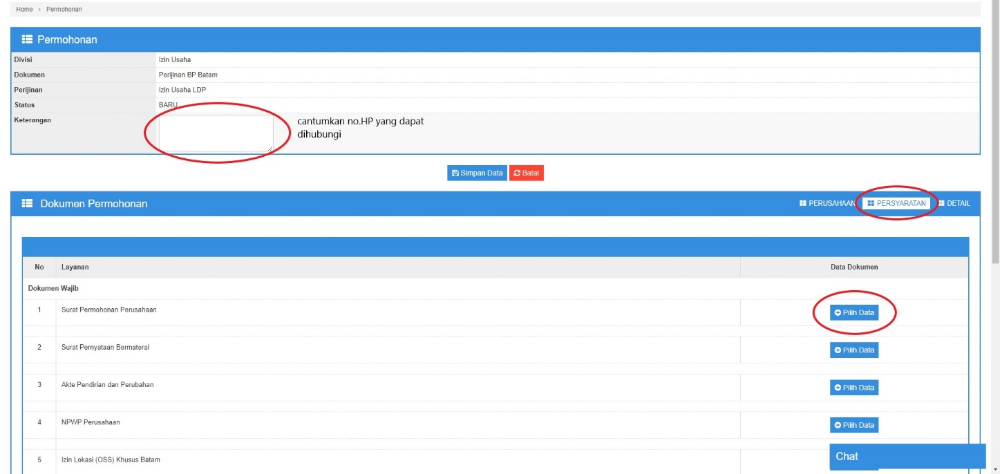 Home > Permohonan
Permohonan
Divisi Izin Usaha
Dokumen Perijinan BP Batam
Perijinan Izin Usaha LDP
Status BARU
Keterangan cantumkan no.HP yang dapat
dihubungi
Simpan Data Batal
Dokumen Permohonan PERUSAHAAN PERSYARATAN DETAIL
No Layanan Data Dokumen
Dokumen Wajib
1 Surat Permohonan Perusahaan Pilih Data
2 Surat Pernyataan Bermaterai Pilih Data
3 Akte Pendirian dan Perubahan Pilih Data
4 NPWP Perusahaan Pilih Data
5 Izin Lokasi (OSS) Khusus Batam Chat